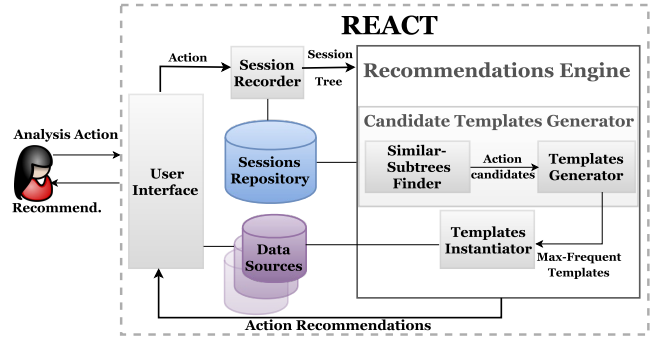 REACT
Action
Session
Recorder
Session
Tree
Recommendations Engine
Candidate Templates Generator
Analysis Action
Recommend.
User
Interface
Sessions
Repository
Similar-
Subtrees
Finder
Action
candidates
Templates
Generator
Data
Sources
Templates
Instantiator
Max-Frequent
Templates
Action Recommendations